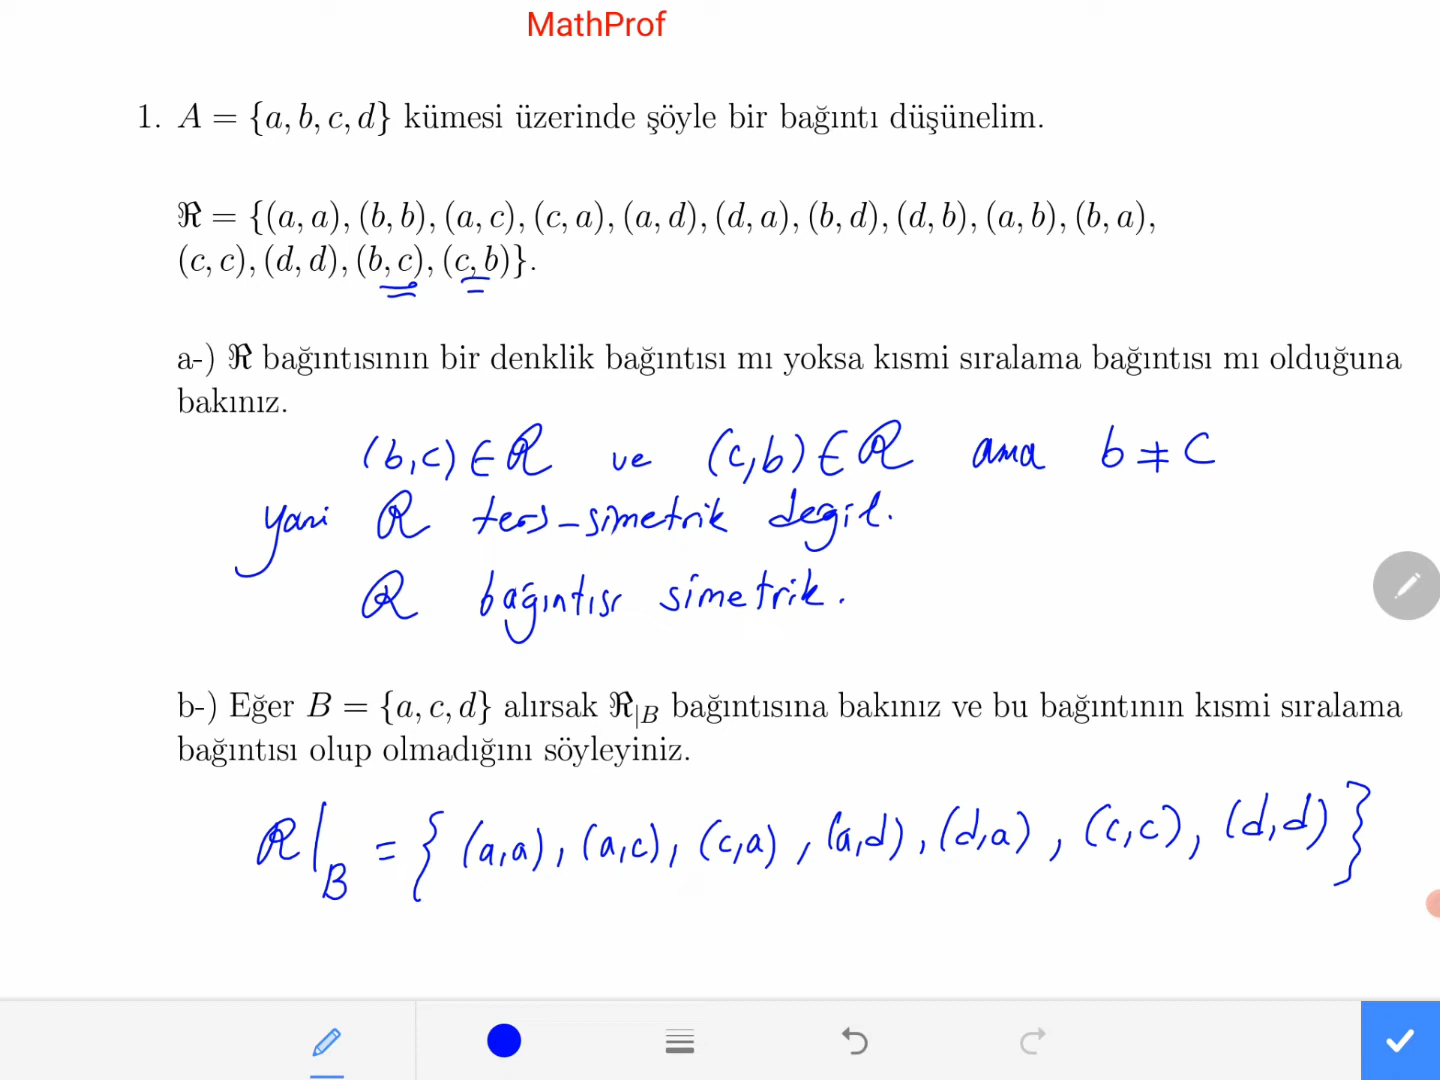 MathProf
1. A = {a, b, c, d} kümesi üzerinde şöyle bir bağıntı düşünelim.
ℜ = {(a, a), (b, b), (a, c), (c, a), (a, d), (d, a), (b, d), (d, b), (a, b), (b, a),
(c, c), (d, d), (b, c), (c, b)}.
a-) ℜ bağıntısının bir denklik bağıntısı mı yoksa kısmi sıralama bağıntısı mı olduğuna
bakınız.
(b,c) ∈ R ve (c,b) ∈ R ama b ≠ c
yani R ters-simetrik değil.
R bağıntısı simetrik.
b-) Eğer B = {a, c, d} alırsak ℜ|B bağıntısına bakınız ve bu bağıntının kısmi sıralama
bağıntısı olup olmadığını söyleyiniz.
R|B = { (a,a), (a,c), (c,a), (a,d), (d,a), (c,c), (d,d) }